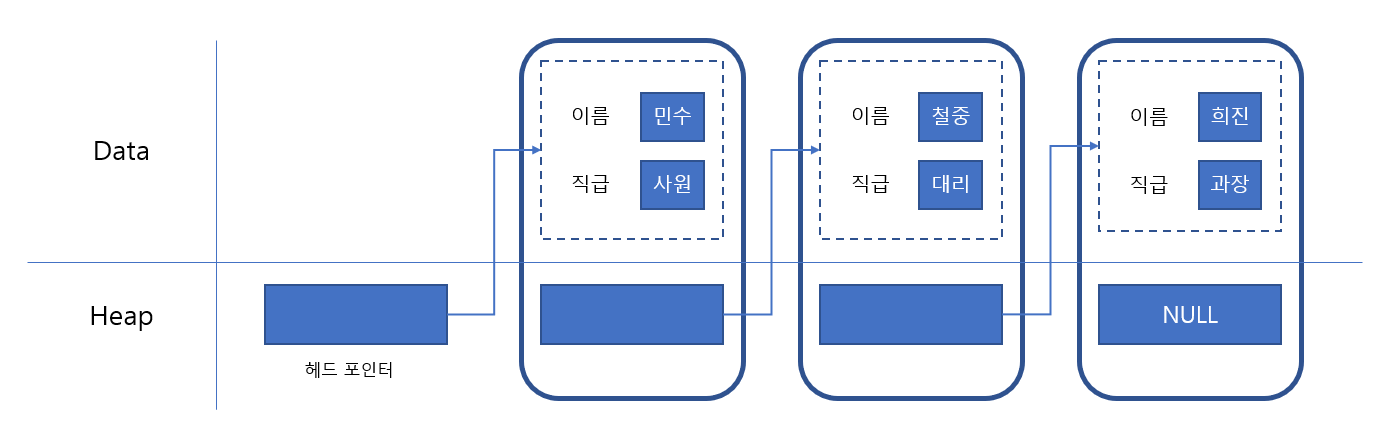 Data
이름 민수
직급 사원
이름 철중
직급 대리
이름 희진
직급 과장
Heap
헤드 포인터
NULL